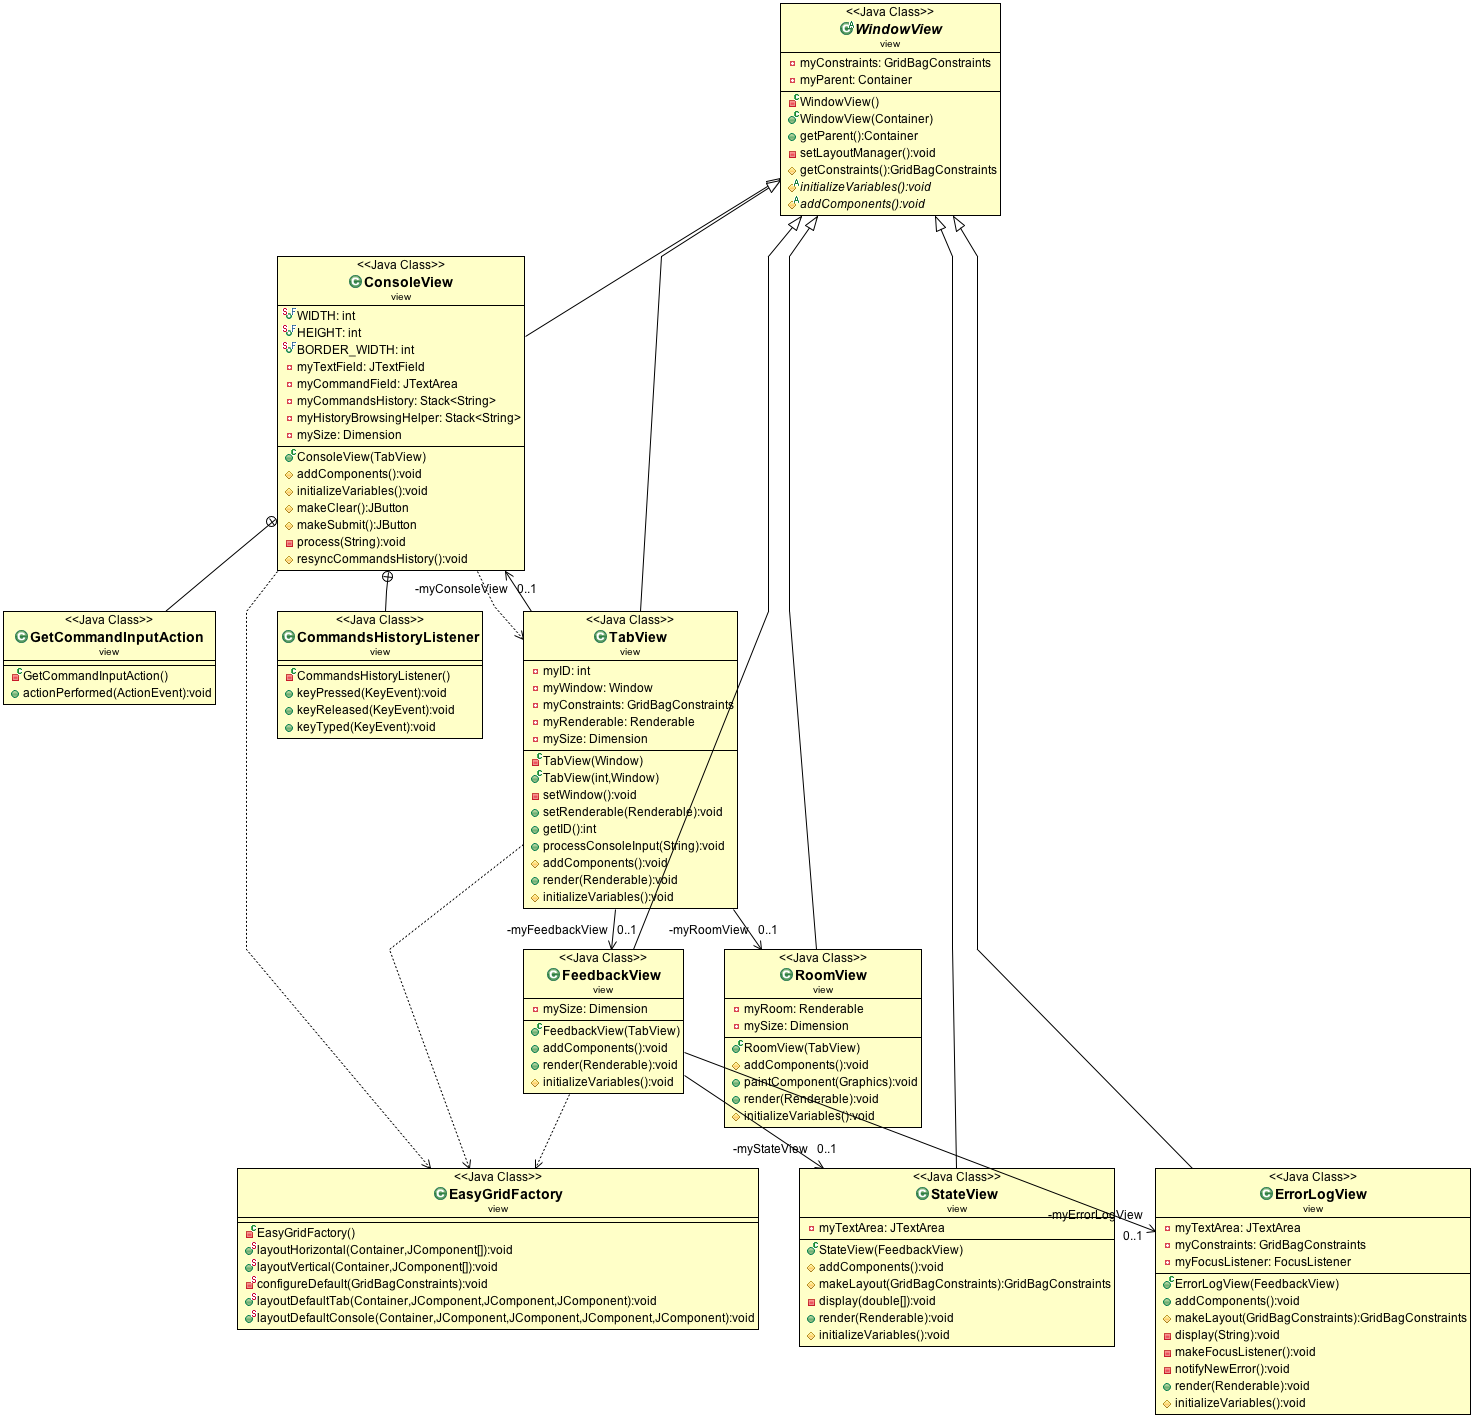 <<Java Class>>
WindowView
view
myConstraints: GridBagConstraints
myParent: Container
WindowView()
WindowView(Container)
getParent():Container
setLayoutManager():void
getConstraints():GridBagConstraints
initializeVariables():void
addComponents():void
<<Java Class>>
ConsoleView
view
WIDTH: int
HEIGHT: int
BORDER_WIDTH: int
myTextField: JTextField
myCommandField: JTextArea
myCommandsHistory: Stack<String>
myHistoryBrowsingHelper: Stack<String>
mySize: Dimension
ConsoleView(TabView)
addComponents():void
initializeVariables():void
makeClear():JButton
makeSubmit():JButton
process(String):void
resyncCommandsHistory():void
-myConsoleView 0..1
<<Java Class>>
GetCommandInputAction
view
GetCommandInputAction()
actionPerformed(ActionEvent):void
<<Java Class>>
CommandsHistoryListener
view
CommandsHistoryListener()
keyPressed(KeyEvent):void
keyReleased(KeyEvent):void
keyTyped(KeyEvent):void
<<Java Class>>
TabView
view
myID: int
myWindow: Window
myConstraints: GridBagConstraints
myRenderable: Renderable
mySize: Dimension
TabView(Window)
TabView(int,Window)
setWindow():void
setRenderable(Renderable):void
getID():int
processConsoleInput(String):void
addComponents():void
render(Renderable):void
initializeVariables():void
-myFeedbackView 0..1
-myRoomView 0..1
<<Java Class>>
FeedbackView
view
mySize: Dimension
FeedbackView(TabView)
addComponents():void
render(Renderable):void
initializeVariables():void
<<Java Class>>
RoomView
view
myRoom: Renderable
mySize: Dimension
RoomView(TabView)
addComponents():void
paintComponent(Graphics):void
render(Renderable):void
initializeVariables():void
-myStateView 0..1
-myErrorLogView
0..1
<<Java Class>>
EasyGridFactory
view
EasyGridFactory()
layoutHorizontal(Container,JComponent[]):void
layoutVertical(Container,JComponent[]):void
configureDefault(GridBagConstraints):void
layoutDefaultTab(Container,JComponent,JComponent,JComponent):void
layoutDefaultConsole(Container,JComponent,JComponent,JComponent,JComponent):void
<<Java Class>>
StateView
view
myTextArea: JTextArea
StateView(FeedbackView)
addComponents():void
makeLayout(GridBagConstraints):GridBagConstraints
display(double[]):void
render(Renderable):void
initializeVariables():void
<<Java Class>>
ErrorLogView
view
myTextArea: JTextArea
myConstraints: GridBagConstraints
myFocusListener: FocusListener
ErrorLogView(FeedbackView)
addComponents():void
makeLayout(GridBagConstraints):GridBagConstraints
display(String):void
makeFocusListener():void
notifyNewError():void
render(Renderable):void
initializeVariables():void